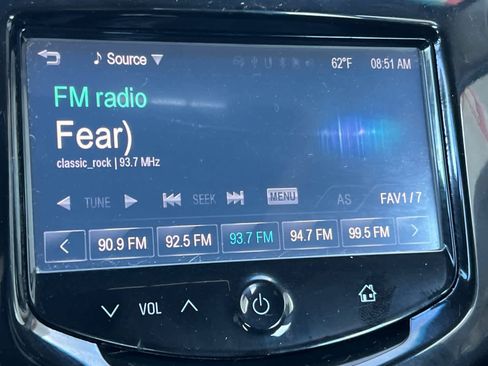 Source
62°F
08:51 AM
FM radio
Fear)
classic_rock | 93.7 MHz
TUNE
SEEK
MENU
AS
FAV1 / 7
90.9 FM
92.5 FM
93.7 FM
94.7 FM
99.5 FM
VOL